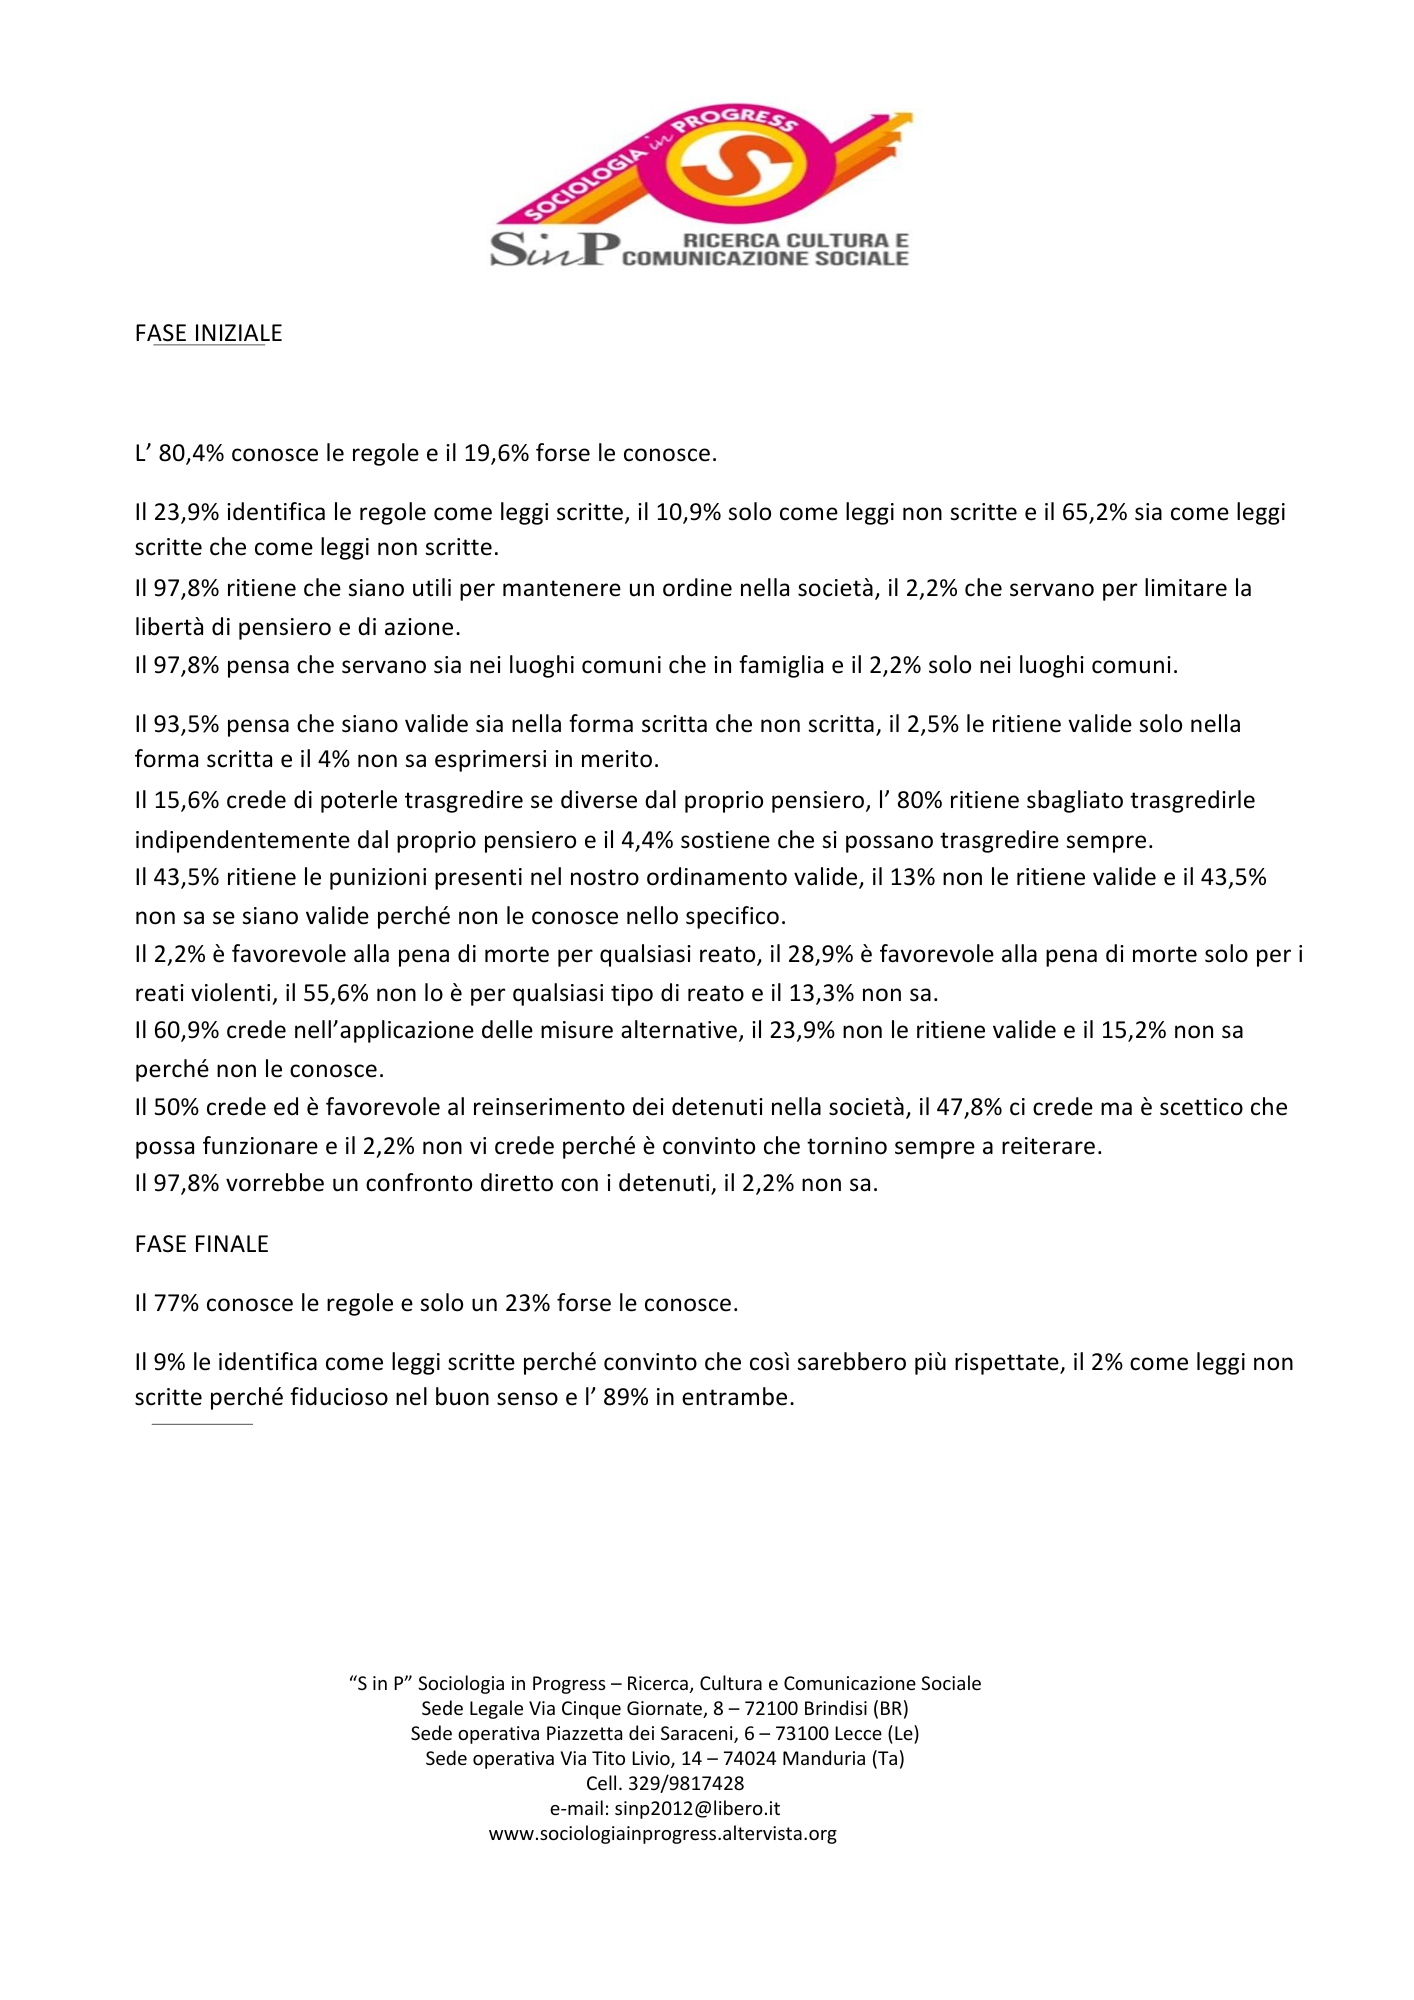 SOCIOLOGIA in PROGRESS
S
SinP RICERCA CULTURA E
COMUNICAZIONE SOCIALE
FASE INIZIALE
L’ 80,4% conosce le regole e il 19,6% forse le conosce.
Il 23,9% identifica le regole come leggi scritte, il 10,9% solo come leggi non scritte e il 65,2% sia come leggi
scritte che come leggi non scritte.
Il 97,8% ritiene che siano utili per mantenere un ordine nella società, il 2,2% che servano per limitare la
libertà di pensiero e di azione.
Il 97,8% pensa che servano sia nei luoghi comuni che in famiglia e il 2,2% solo nei luoghi comuni.
Il 93,5% pensa che siano valide sia nella forma scritta che non scritta, il 2,5% le ritiene valide solo nella
forma scritta e il 4% non sa esprimersi in merito.
Il 15,6% crede di poterle trasgredire se diverse dal proprio pensiero, l’ 80% ritiene sbagliato trasgredirle
indipendentemente dal proprio pensiero e il 4,4% sostiene che si possano trasgredire sempre.
Il 43,5% ritiene le punizioni presenti nel nostro ordinamento valide, il 13% non le ritiene valide e il 43,5%
non sa se siano valide perché non le conosce nello specifico.
Il 2,2% è favorevole alla pena di morte per qualsiasi reato, il 28,9% è favorevole alla pena di morte solo per i
reati violenti, il 55,6% non lo è per qualsiasi tipo di reato e il 13,3% non sa.
Il 60,9% crede nell’applicazione delle misure alternative, il 23,9% non le ritiene valide e il 15,2% non sa
perché non le conosce.
Il 50% crede ed è favorevole al reinserimento dei detenuti nella società, il 47,8% ci crede ma è scettico che
possa funzionare e il 2,2% non vi crede perché è convinto che tornino sempre a reiterare.
Il 97,8% vorrebbe un confronto diretto con i detenuti, il 2,2% non sa.
FASE FINALE
Il 77% conosce le regole e solo un 23% forse le conosce.
Il 9% le identifica come leggi scritte perché convinto che così sarebbero più rispettate, il 2% come leggi non
scritte perché fiducioso nel buon senso e l’ 89% in entrambe.
“S in P” Sociologia in Progress – Ricerca, Cultura e Comunicazione Sociale
Sede Legale Via Cinque Giornate, 8 – 72100 Brindisi (BR)
Sede operativa Piazzetta dei Saraceni, 6 – 73100 Lecce (Le)
Sede operativa Via Tito Livio, 14 – 74024 Manduria (Ta)
Cell. 329/9817428
e-mail: sinp2012@libero.it
www.sociologiainprogress.altervista.org